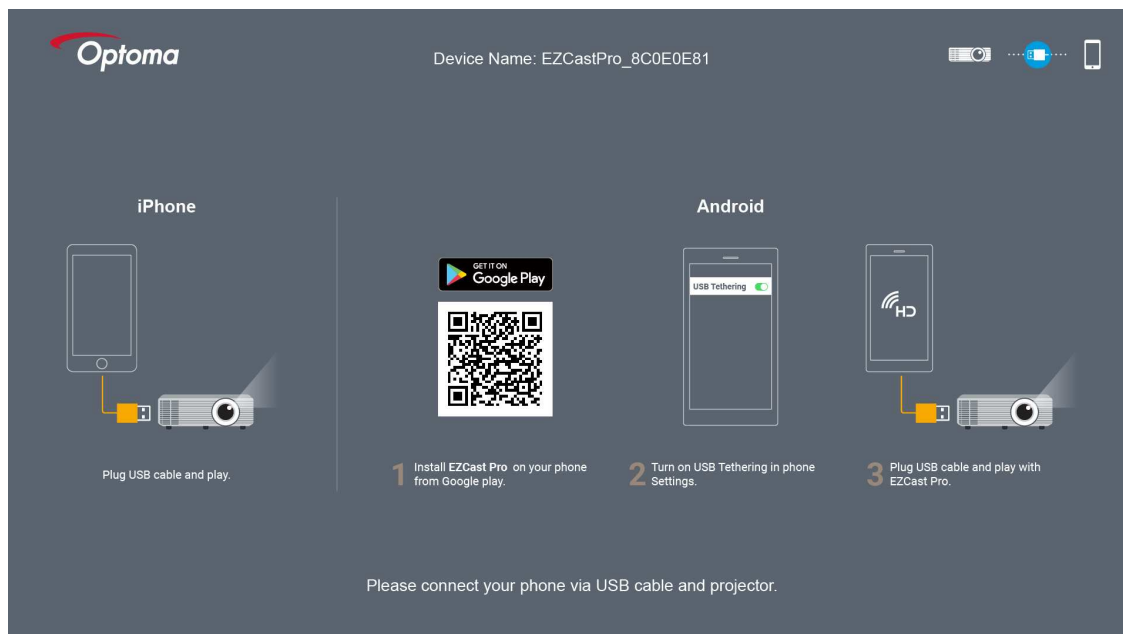 Optoma
Device Name: EZCastPro_8C0E0E81
iPhone
Plug USB cable and play.
Android
GET IT ON
Google Play
1 Install EZCast Pro on your phone
from Google play.
USB Tethering
2 Turn on USB Tethering in phone
Settings.
HD
3 Plug USB cable and play with
EZCast Pro.
Please connect your phone via USB cable and projector.